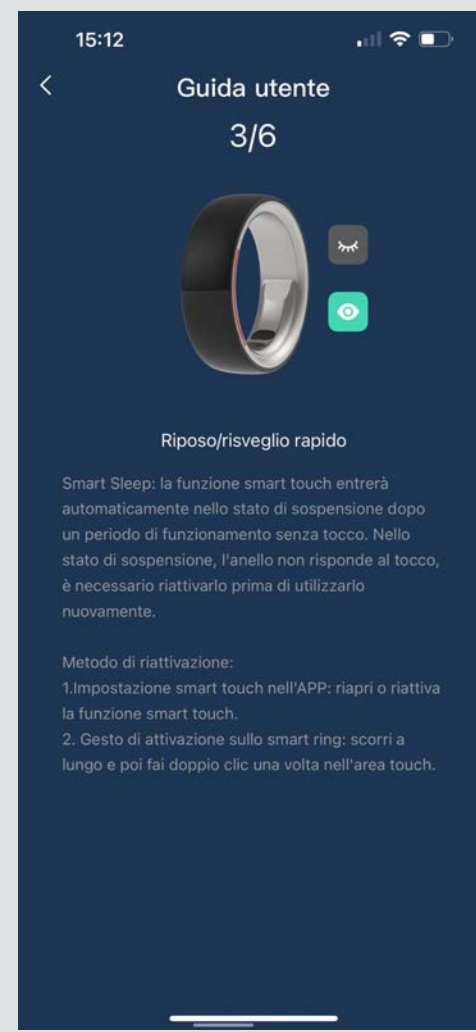 15:12
Guida utente
3/6
Riposo/risveglio rapido
Smart Sleep: la funzione smart touch entrerà
automaticamente nello stato di sospensione dopo
un periodo di funzionamento senza tocco. Nello
stato di sospensione, l'anello non risponde al tocco,
è necessario riattivarlo prima di utilizzarlo
nuovamente.
Metodo di riattivazione:
1.Impostazione smart touch nell'APP: riapri o riattiva
la funzione smart touch.
2. Gesto di attivazione sullo smart ring: scorri a
lungo e poi fai doppio clic una volta nell'area touch.